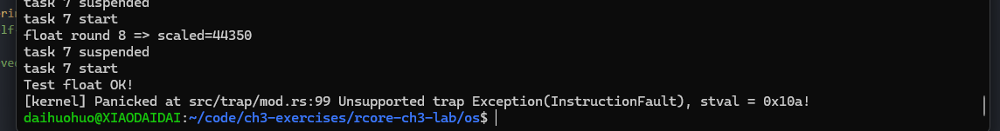 task 7 suspended
task 7 start
float round 8 => scaled=44350
task 7 suspended
task 7 start
Test float OK!
[kernel] Panicked at src/trap/mod.rs:99 Unsupported trap Exception(InstructionFault), stval = 0x10a!
daihuohuo@XIAODAIDAI:~/code/ch3-exercises/rcore-ch3-lab/os$